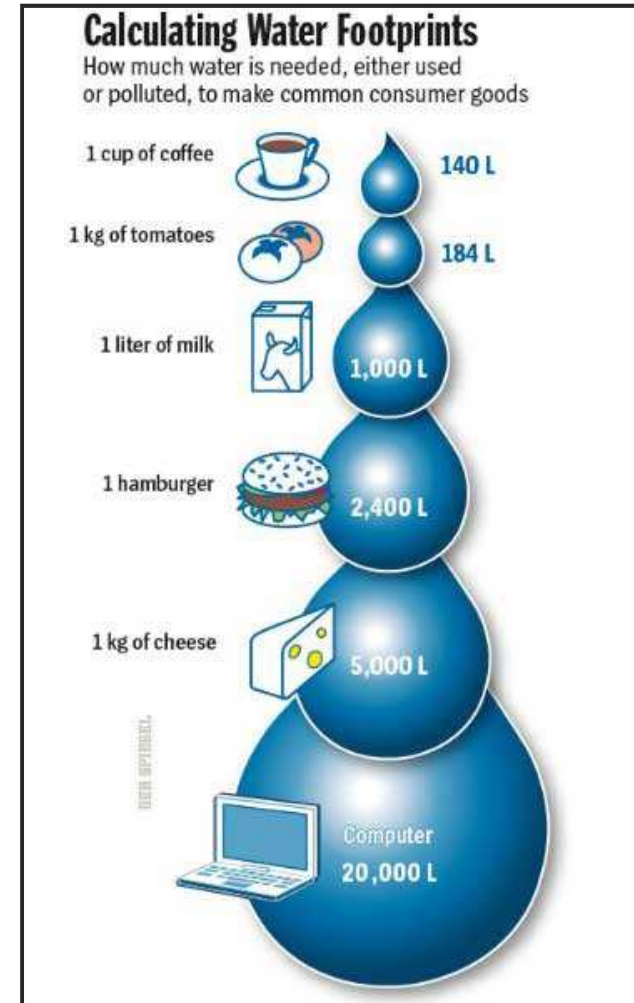 Calculating Water Footprints
How much water is needed, either used
or polluted, to make common consumer goods
1 cup of coffee
140 L
1 kg of tomatoes
184 L
1 liter of milk
1,000 L
1 hamburger
2,400 L
1 kg of cheese
5,000 L
DER SPIEGEL
Computer
20,000 L